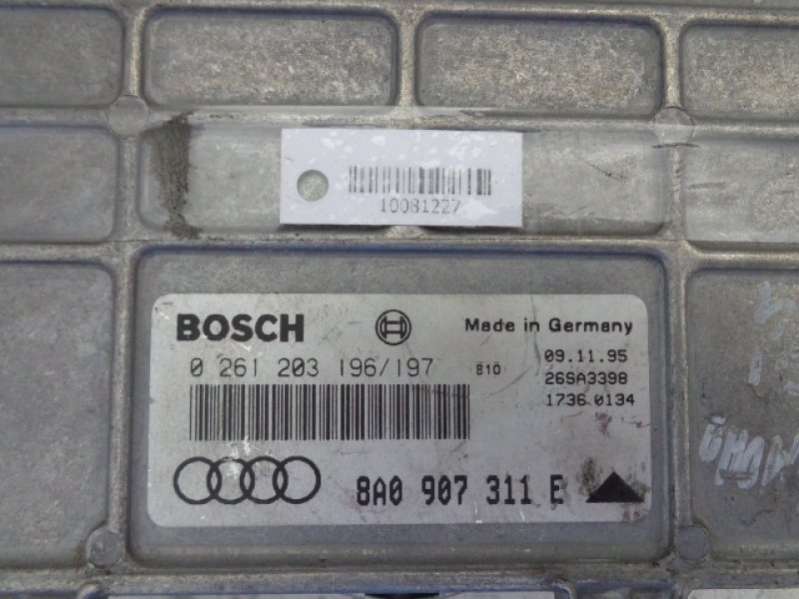 10081227
BOSCH
Made in Germany
0 261 203 196/197
810
09.11.95
26SA3398
1736 0134
8A0 907 311 E